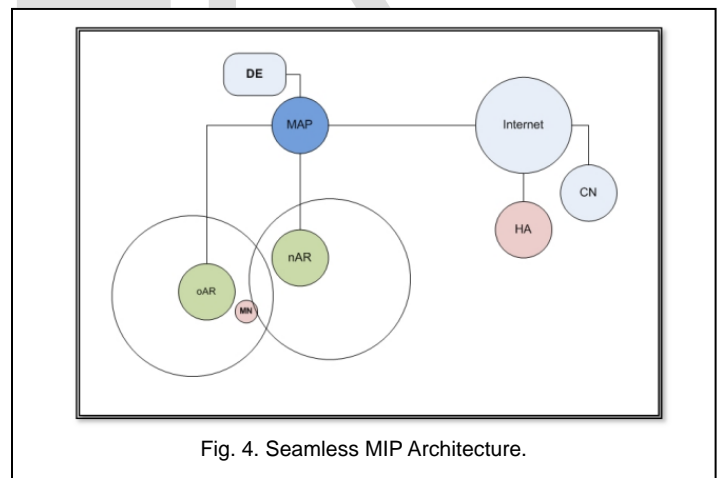 DE
MAP
Internet
CN
HA
nAR
oAR
MN
Fig. 4. Seamless MIP Architecture.